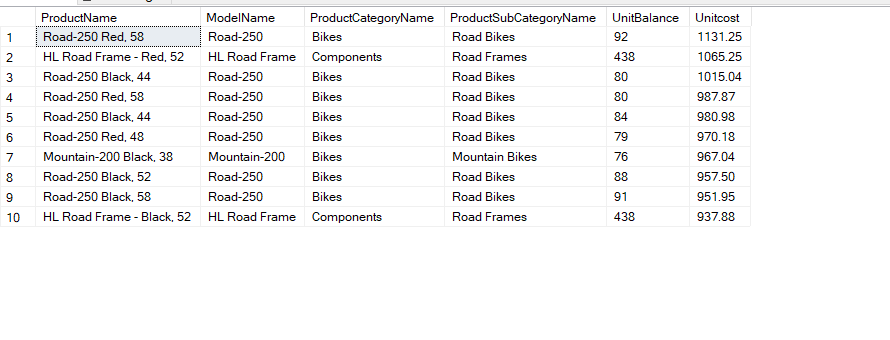 ProductName ModelName ProductCategoryName ProductSubCategoryName UnitBalance Unitcost
1 Road-250 Red, 58 Road-250 Bikes Road Bikes 92 1131.25
2 HL Road Frame - Red, 52 HL Road Frame Components Road Frames 438 1065.25
3 Road-250 Black, 44 Road-250 Bikes Road Bikes 80 1015.04
4 Road-250 Red, 58 Road-250 Bikes Road Bikes 80 987.87
5 Road-250 Black, 44 Road-250 Bikes Road Bikes 84 980.98
6 Road-250 Red, 48 Road-250 Bikes Road Bikes 79 970.18
7 Mountain-200 Black, 38 Mountain-200 Bikes Mountain Bikes 76 967.04
8 Road-250 Black, 52 Road-250 Bikes Road Bikes 88 957.50
9 Road-250 Black, 58 Road-250 Bikes Road Bikes 91 951.95
10 HL Road Frame - Black, 52 HL Road Frame Components Road Frames 438 937.88